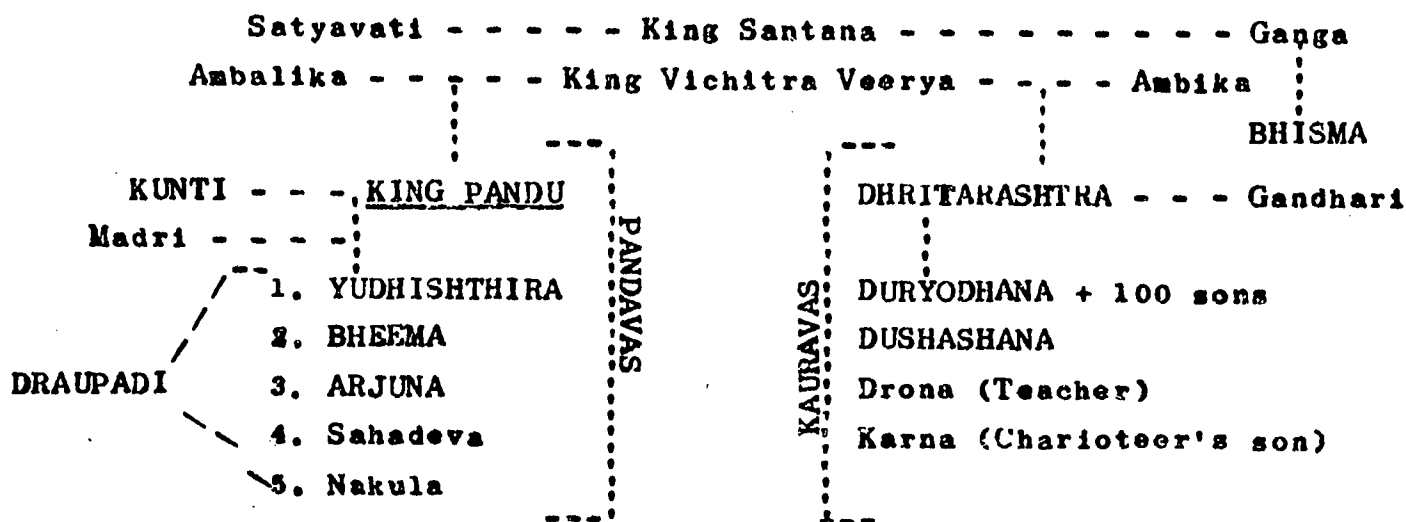 Satyavati - - - - - King Santana - - - - - - - - - - Ganga
Ambalika - - - - - King Vichitra Veerya - - - - - Ambika
BHISMA
KUNTI - - - KING PANDU
DHRITARASHTRA - - - Gandhari
Madri - - - -
PANDAVAS
KAURAVAS
1. YUDHISHTHIRA
DURYODHANA + 100 sons
2. BHEEMA
DUSHASHANA
DRAUPADI
3. ARJUNA
Drona (Teacher)
4. Sahadeva
Karna (Charioteer's son)
5. Nakula